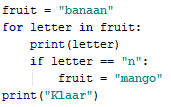 fruit = "banaan"
for letter in fruit:
    print(letter)
    if letter == "n":
        fruit = "mango"
print("Klaar")